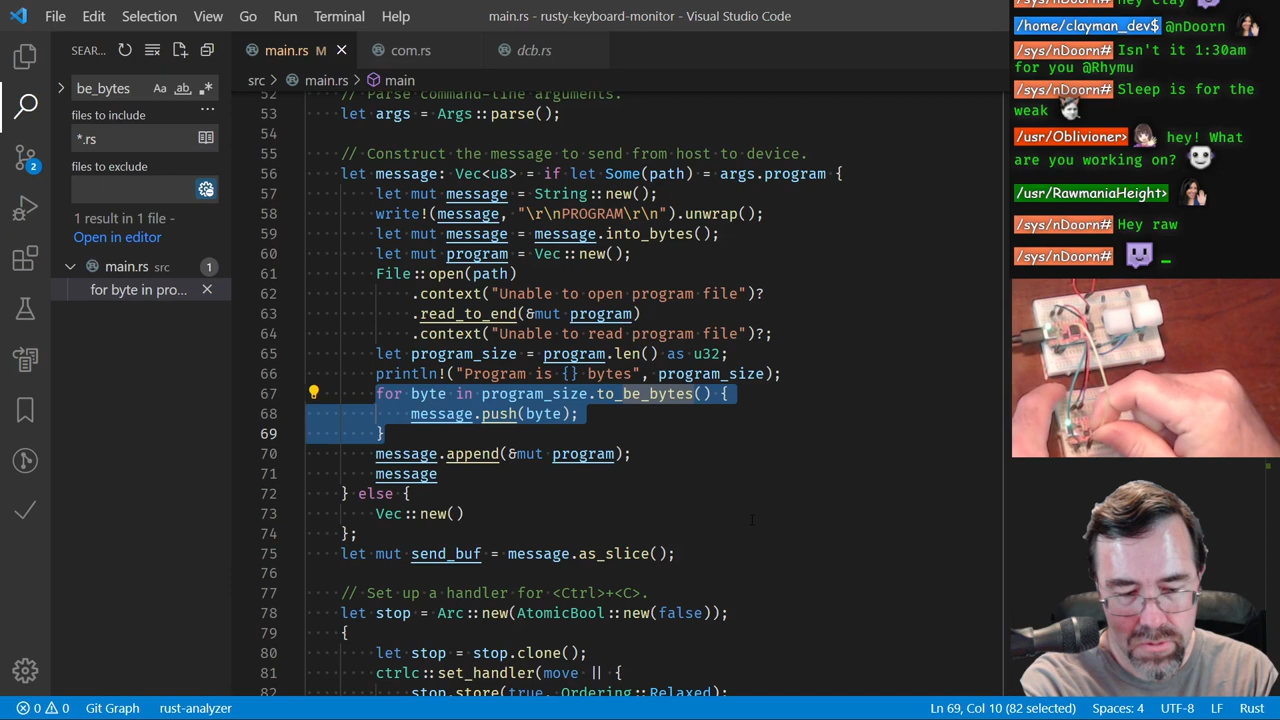 File Edit Selection View Go Run Terminal Help
main.rs - rusty-keyboard-monitor - Visual Studio Code
SEAR...
main.rs M
com.rs
dcb.rs
src > main.rs > main
be_bytes
Aa ab .*
files to include
*.rs
files to exclude
2
1 result in 1 file -
Open in editor
main.rs src 1
for byte in pro...
52 // Parse command-line arguments.
53 let args = Args::parse();
54
55 // Construct the message to send from host to device.
56 let message: Vec<u8> = if let Some(path) = args.program {
57 let mut message = String::new();
58 write!(message, "\r\nPROGRAM\r\n").unwrap();
59 let mut message = message.into_bytes();
60 let mut program = Vec::new();
61 File::open(path)
62 .context("Unable to open program file")?
63 .read_to_end(&mut program)
64 .context("Unable to read program file")?;
65 let program_size = program.len() as u32;
66 println!("Program is {} bytes", program_size);
67 for byte in program_size.to_be_bytes() {
68 message.push(byte);
69 }
70 message.append(&mut program);
71 message
72 } else {
73 Vec::new()
74 };
75 let mut send_buf = message.as_slice();
76
77 // Set up a handler for <Ctrl>+<C>.
78 let stop = Arc::new(AtomicBool::new(false));
79 {
80 let stop = stop.clone();
81 ctrlc::set_handler(move || {
82 stop.store(true, Ordering::Relaxed);
/home/clayman_dev$ @nDoorn
/sys/nDoorn# Isn't it 1:30am
for you @Rhymu
/sys/nDoorn# Sleep is for the
weak
/usr/Oblivioner> hey! What
are you working on?
/usr/RawmaniaHeight>
/sys/nDoorn# Hey raw
/sys/nDoorn# _
0 0 Git Graph rust-analyzer
Ln 69, Col 10 (82 selected) Spaces: 4 UTF-8 LF Rust